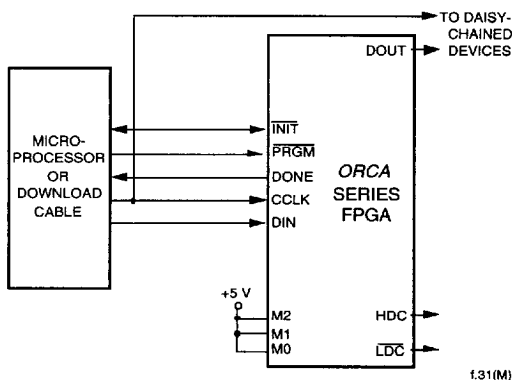 TO DAISY-
CHAINED
DEVICES
DOUT
MICRO-
PROCESSOR
OR
DOWNLOAD
CABLE
INIT
PRGM
DONE
CCLK
DIN
ORCA
SERIES
FPGA
+5 V
M2
M1
M0
HDC
LDC
f.31(M)